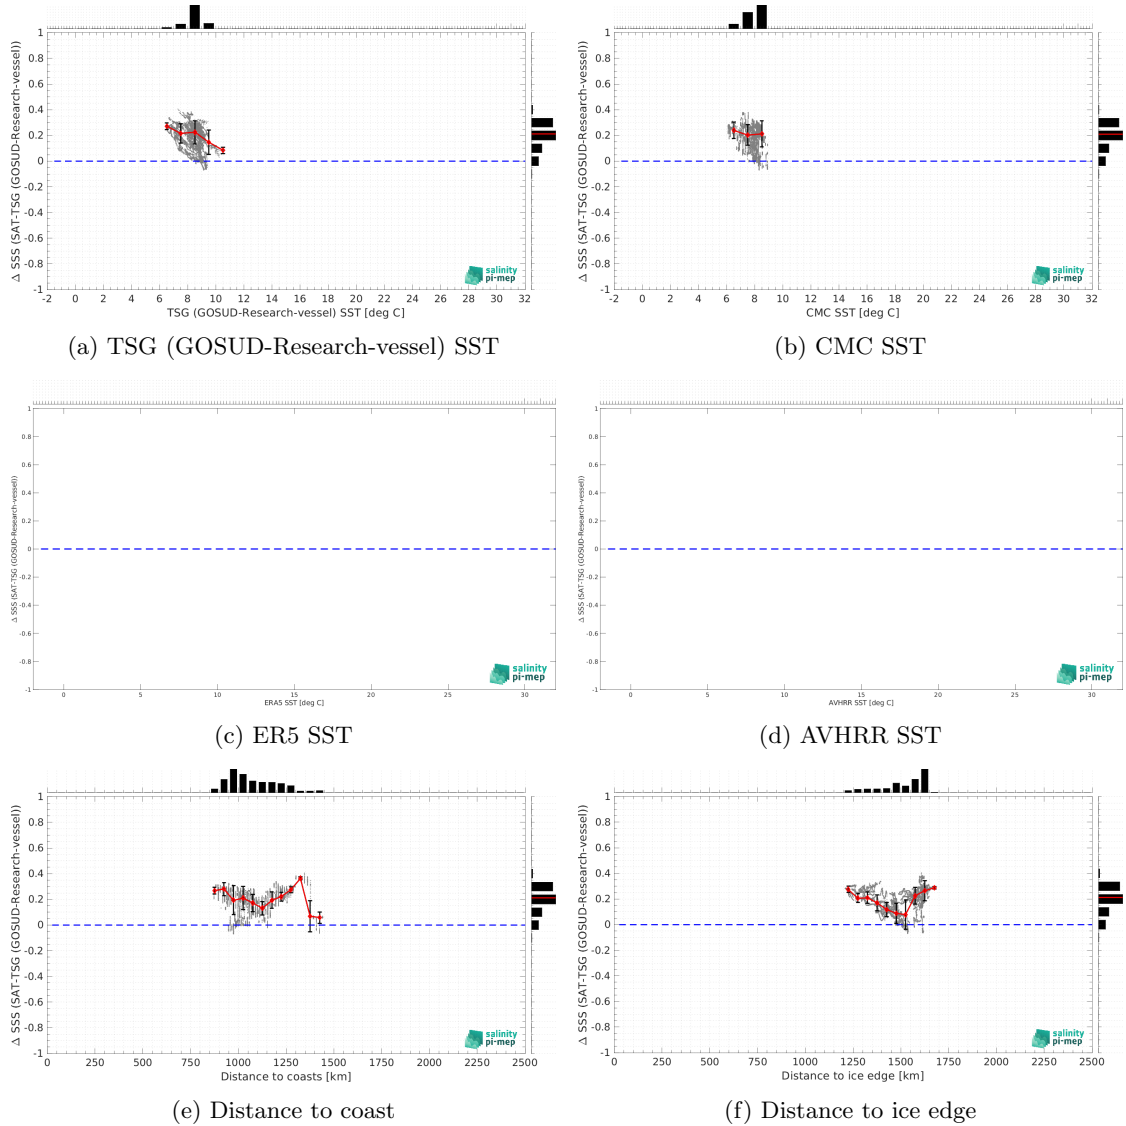 Δ SSS (SAT-TSG (GOSUD-Research-vessel))
1
0.8
0.6
0.4
0.2
0
-0.2
-0.4
-0.6
-0.8
-1
-2 0 2 4 6 8 10 12 14 16 18 20 22 24 26 28 30 32
TSG (GOSUD-Research-vessel) SST [deg C]
salinity
pi-mep
(a) TSG (GOSUD-Research-vessel) SST
Δ SSS (SAT-TSG (GOSUD-Research-vessel))
1
0.8
0.6
0.4
0.2
0
-0.2
-0.4
-0.6
-0.8
-1
-2 0 2 4 6 8 10 12 14 16 18 20 22 24 26 28 30 32
CMC SST [deg C]
salinity
pi-mep
(b) CMC SST
Δ SSS (SAT-TSG (GOSUD-Research-vessel))
1
0.8
0.6
0.4
0.2
0
-0.2
-0.4
-0.6
-0.8
-1
0 5 10 15 20 25 30
ERA5 SST [deg C]
salinity
pi-mep
(c) ER5 SST
Δ SSS (SAT-TSG (GOSUD-Research-vessel))
1
0.8
0.6
0.4
0.2
0
-0.2
-0.4
-0.6
-0.8
-1
0 5 10 15 20 25 30
AVHRR SST [deg C]
salinity
pi-mep
(d) AVHRR SST
Δ SSS (SAT-TSG (GOSUD-Research-vessel))
1
0.8
0.6
0.4
0.2
0
-0.2
-0.4
-0.6
-0.8
-1
0 250 500 750 1000 1250 1500 1750 2000 2250 2500
Distance to coasts [km]
salinity
pi-mep
(e) Distance to coast
Δ SSS (SAT-TSG (GOSUD-Research-vessel))
1
0.8
0.6
0.4
0.2
0
-0.2
-0.4
-0.6
-0.8
-1
0 250 500 750 1000 1250 1500 1750 2000 2250 2500
Distance to ice edge [km]
salinity
pi-mep
(f) Distance to ice edge